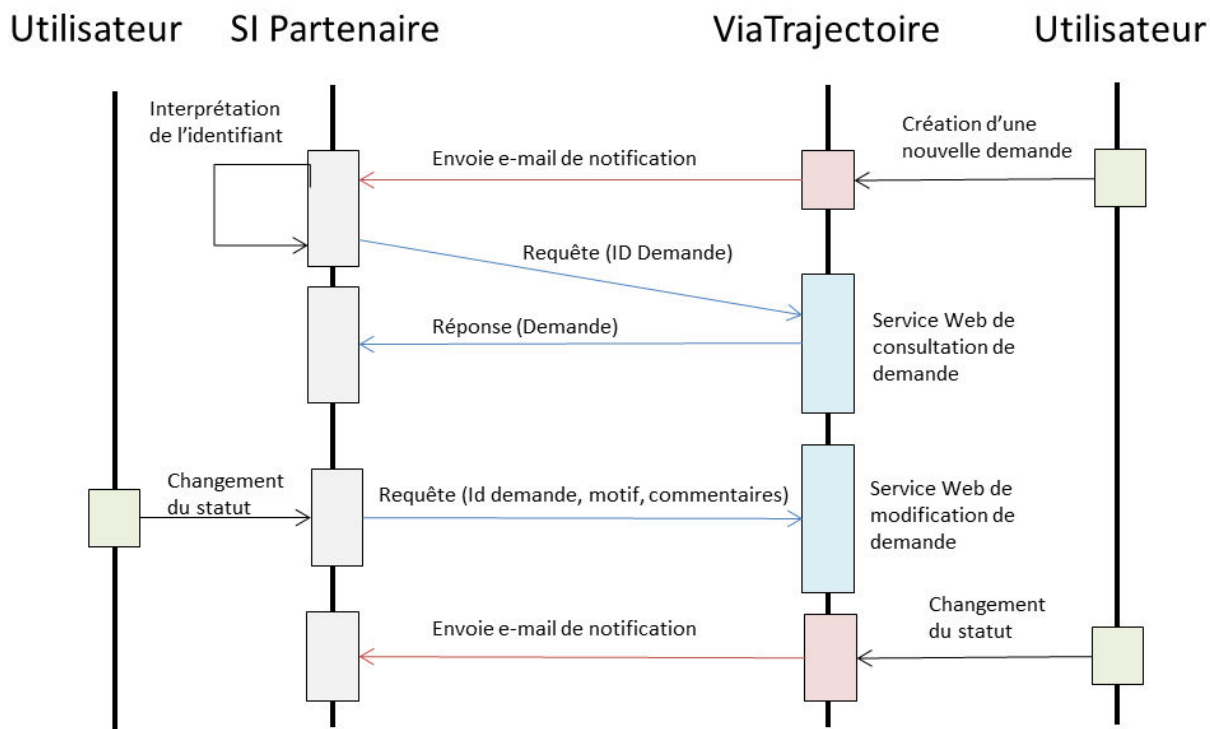 Utilisateur SI Partenaire ViaTrajectoire Utilisateur
Interprétation
de l'identifiant
Envoie e-mail de notification
Création d'une
nouvelle demande
Requête (ID Demande)
Réponse (Demande)
Service Web de
consultation de
demande
Changement
du statut
Requête (Id demande, motif, commentaires)
Service Web de
modification de
demande
Envoie e-mail de notification
Changement
du statut